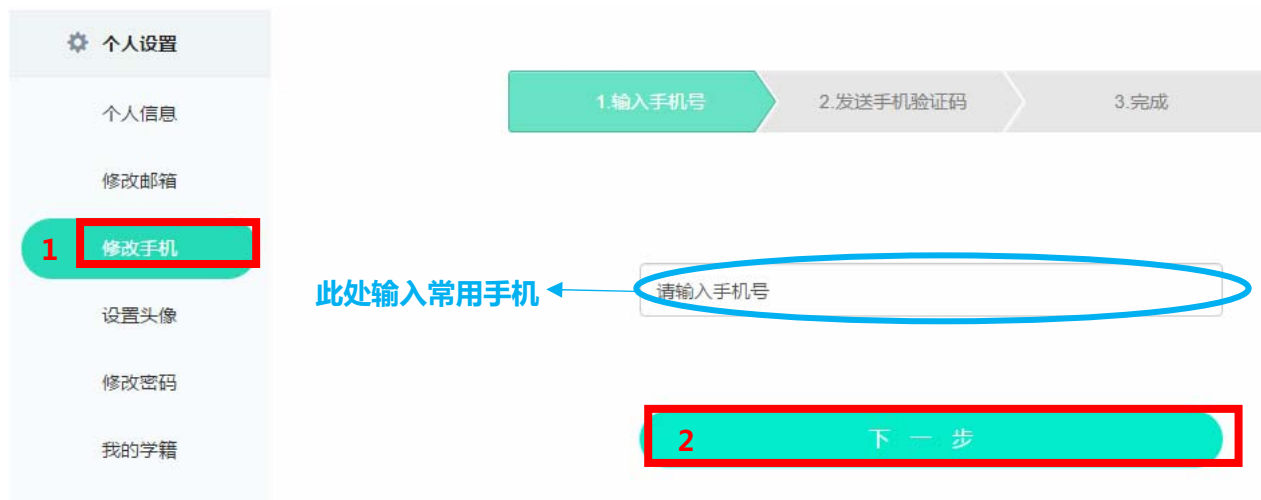 个人设置
个人信息
修改邮箱
1 修改手机
设置头像
修改密码
我的学籍
1.输入手机号 2.发送手机验证码 3.完成
此处输入常用手机 请输入手机号
2 下一步